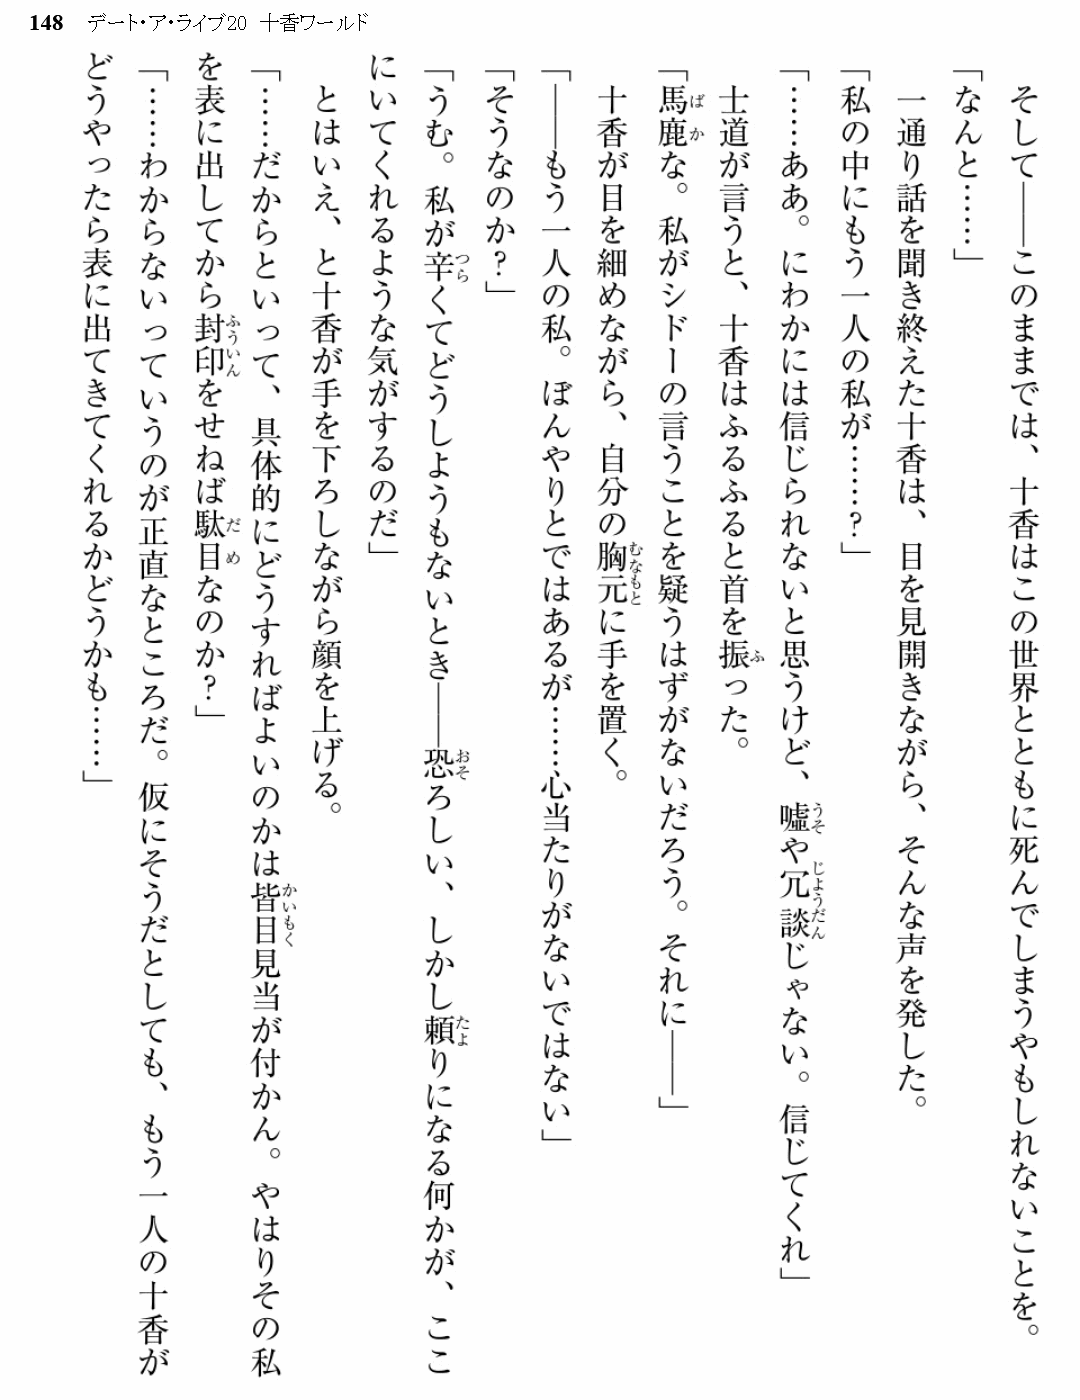 148 デート・ア・ライブ20 十香ワールド
そして――このままでは、十香はこの世界とともに死んでしまうやもしれないことを。
「なんと……」
一通り話を聞き終えた十香は、目を見開きながら、そんな声を発した。
「私の中にもう一人の私が……？」
「……ああ。にわかには信じられないと思うけど、嘘や冗談じゃない。信じてくれ」
士道が言うと、十香はふるふると首を振った。
「馬鹿な。私がシドーの言うことを疑うはずがないだろう。それに――」
十香が目を細めながら、自分の胸元に手を置く。
「――もう一人の私。ぼんやりとではあるが……心当たりがないではない」
「そうなのか？」
「うむ。私が辛くてどうしようもないとき――恐ろしい、しかし頼りになる何かが、ここ
にいてくれるような気がするのだ」
とはいえ、と十香が手を下ろしながら顔を上げる。
「……だからといって、具体的にどうすればよいのかは皆目見当が付かん。やはりその私
を表に出してから封印をせねば駄目なのか？」
「……わからないっていうのが正直なところだ。仮にそうだとしても、もう一人の十香が
どうやったら表に出てきてくれるかどうかも……」